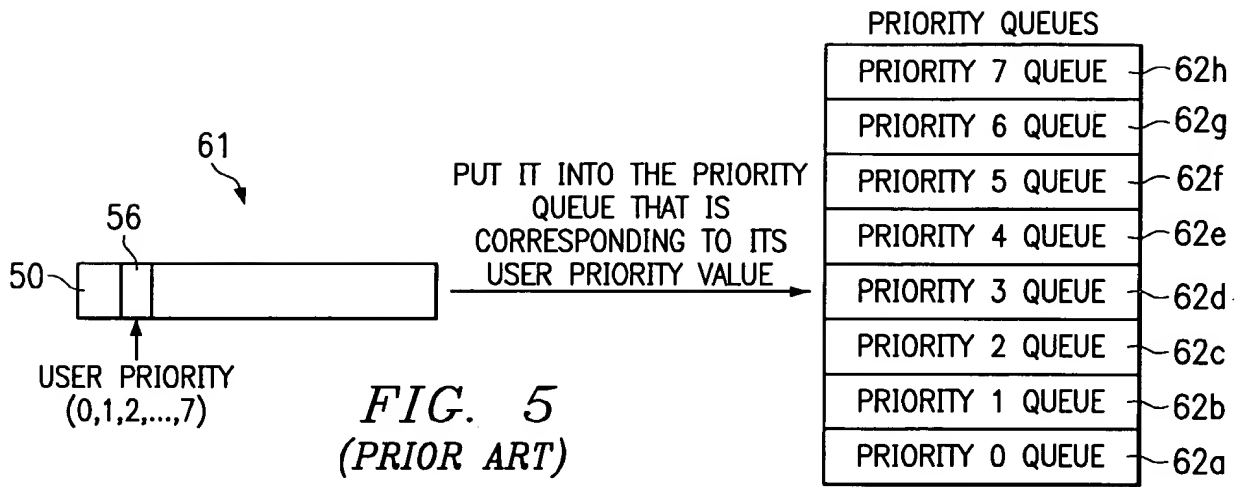 PRIORITY QUEUES
PRIORITY 7 QUEUE 62h
PRIORITY 6 QUEUE 62g
PRIORITY 5 QUEUE 62f
PRIORITY 4 QUEUE 62e
PRIORITY 3 QUEUE 62d
PRIORITY 2 QUEUE 62c
PRIORITY 1 QUEUE 62b
PRIORITY 0 QUEUE 62a
61
PUT IT INTO THE PRIORITY
QUEUE THAT IS
CORRESPONDING TO ITS
USER PRIORITY VALUE
56
50
USER PRIORITY
(0,1,2,...,7)
FIG. 5
(PRIOR ART)